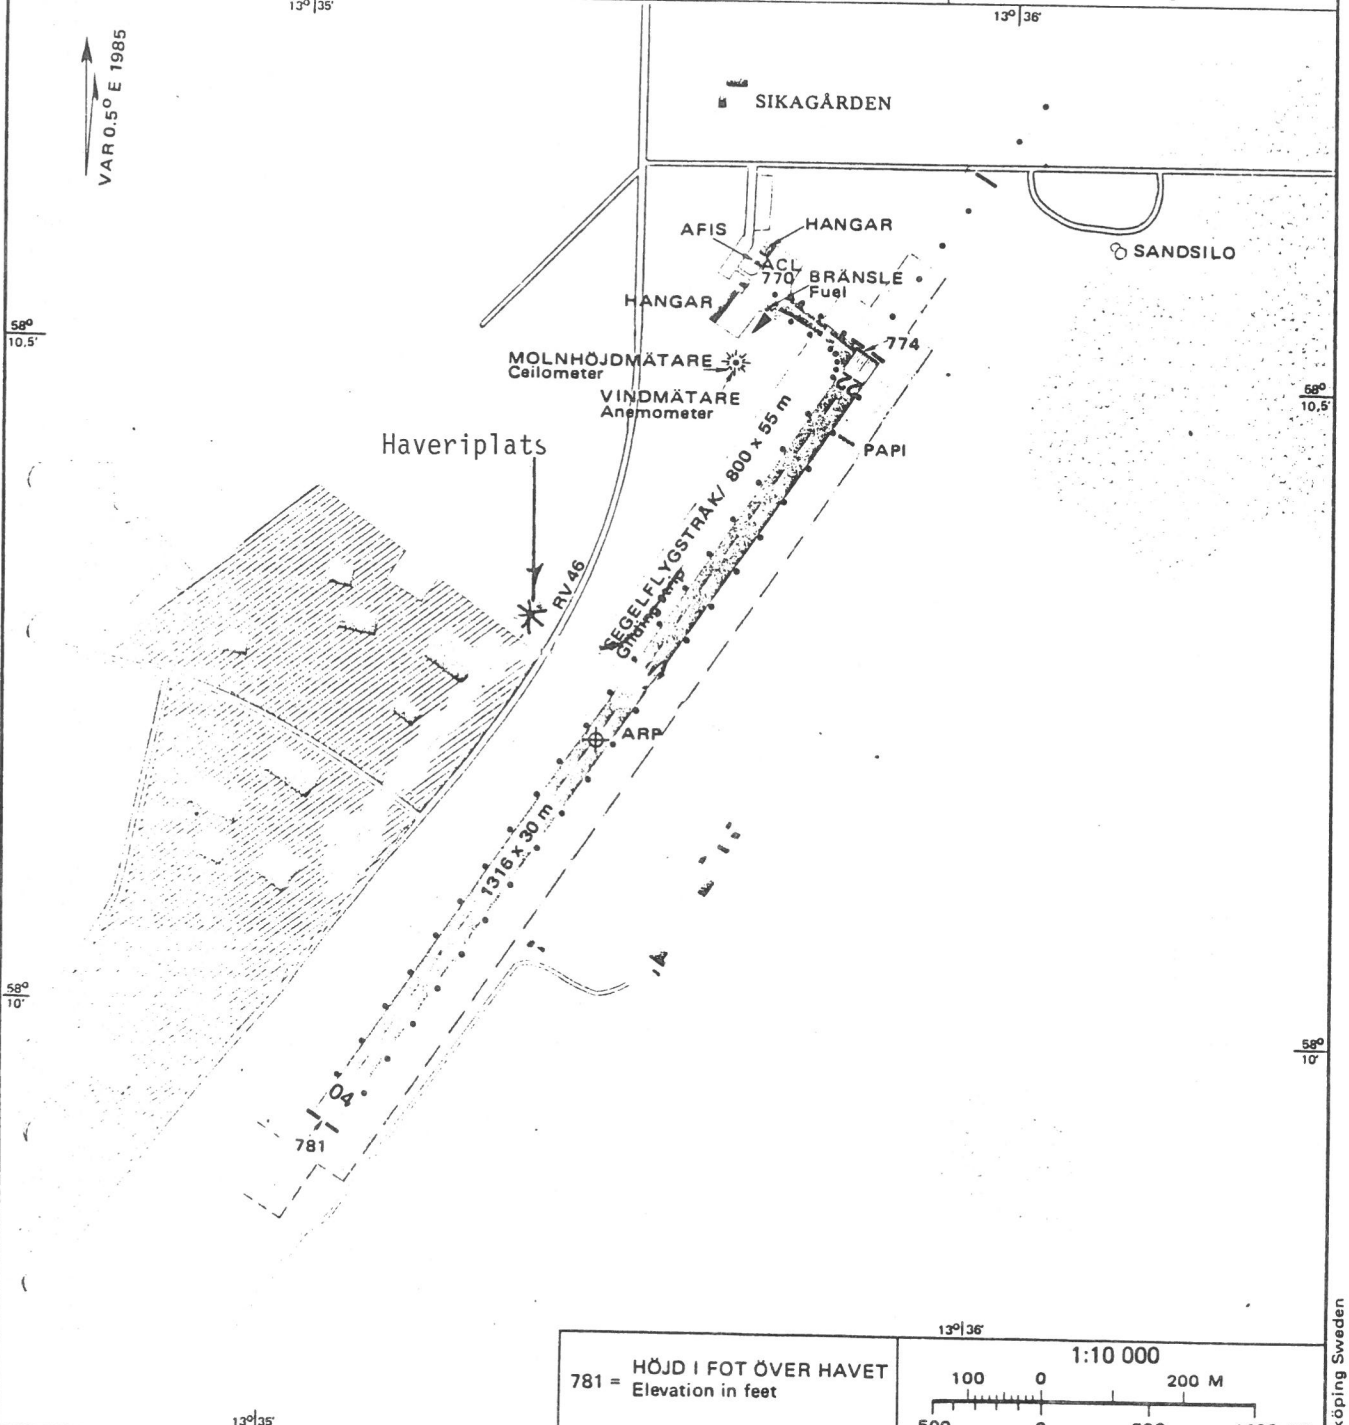 13° 35'
13° 36'
VAR 0.5° E 1985
SIKAGÅRDEN
AFIS
HANGAR
SANDSILO
ACL
770
BRÄNSLE
Fuel
HANGAR
58°
10,5'
774
MOLNHÖJDMÄTARE
Ceilometer
VINDMÄTARE
Anemometer
22
58°
10,5'
Haveriplats
PAPI
SEGELFLYGSTRÅK/ 800 x 55 m
Gliding strip
RV 46
ARP
1316 x 30 m
58°
10'
58°
10'
04
781
13° 36'
781 = HÖJD I FOT ÖVER HAVET
Elevation in feet
1:10 000
100 0 200 M
köping Sweden
13° 35'